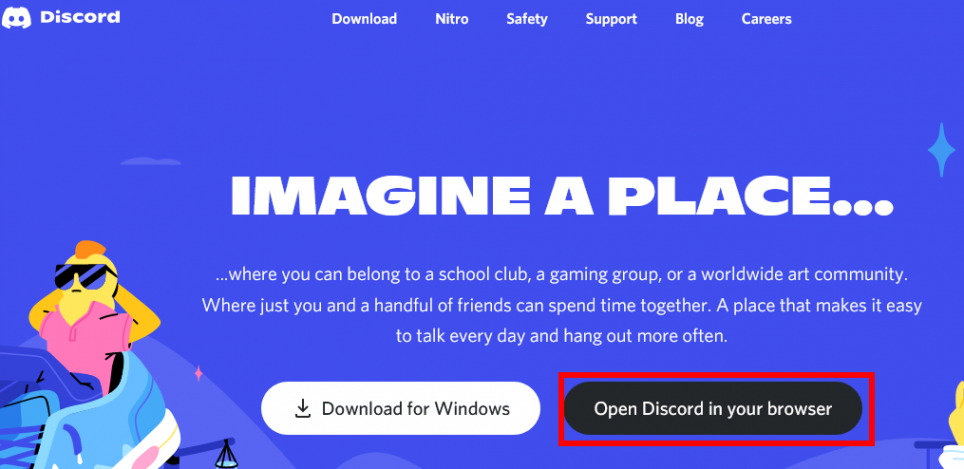 Discord Download Nitro Safety Support Blog Careers
IMAGINE A PLACE...
...where you can belong to a school club, a gaming group, or a worldwide art community.
Where just you and a handful of friends can spend time together. A place that makes it easy
to talk every day and hang out more often.
Download for Windows Open Discord in your browser